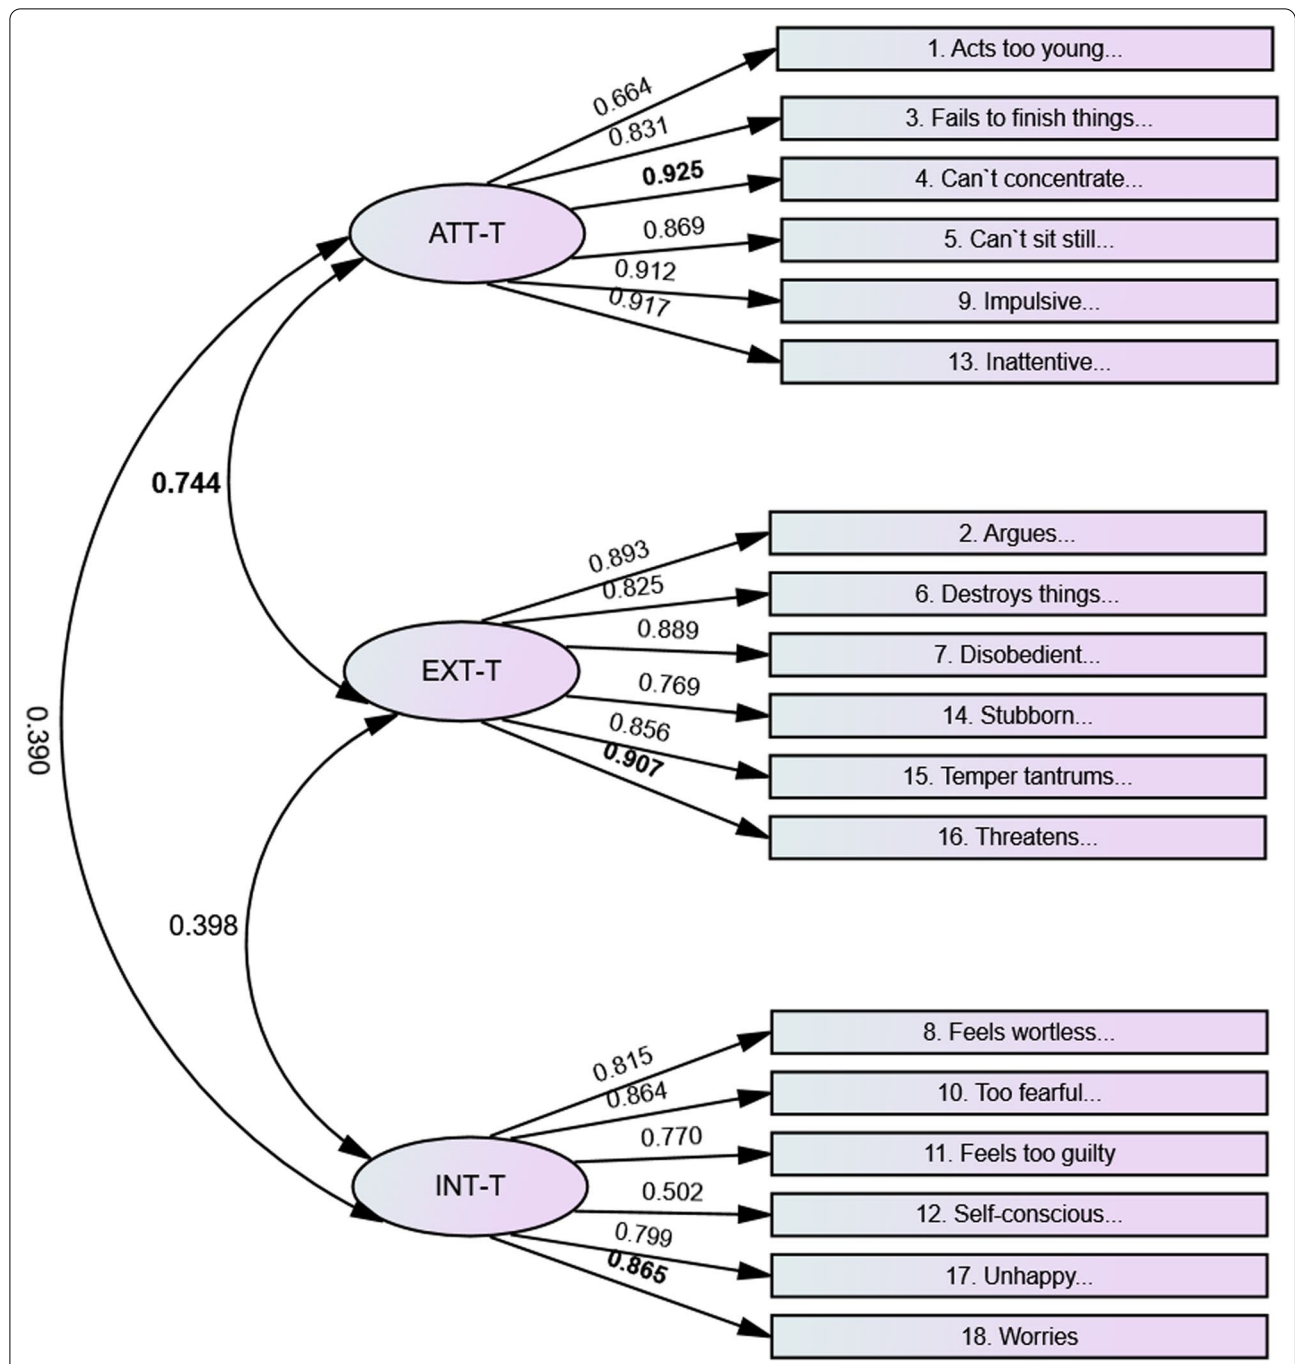 1. Acts too young...
0.664
3. Fails to finish things...
0.831
4. Can`t concentrate...
0.925
ATT-T
5. Can`t sit still...
0.869
0.912
9. Impulsive...
0.917
13. Inattentive...
0.744
2. Argues...
0.893
0.825
6. Destroys things...
0.889
7. Disobedient...
EXT-T
0.769
14. Stubborn...
0.856
0.907
15. Temper tantrums...
16. Threatens...
0.390
0.398
8. Feels wortless...
0.815
0.864
10. Too fearful...
0.770
11. Feels too guilty
INT-T
0.502
12. Self-conscious...
0.799
0.865
17. Unhappy...
18. Worries